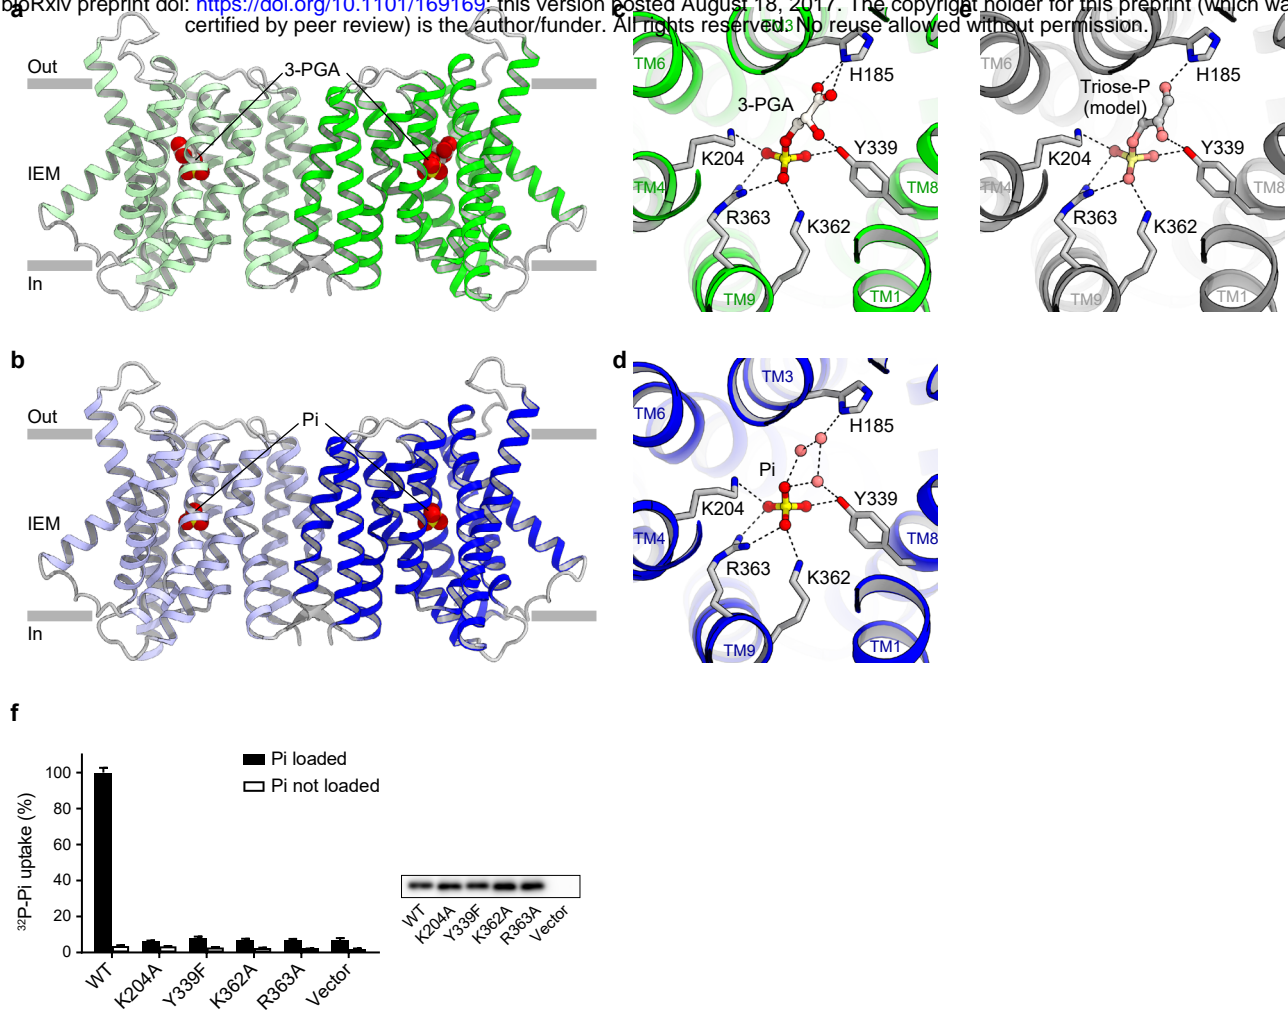 bioRxiv preprint doi: https://doi.org/10.1101/169169; this version posted August 18, 2017. The copyright holder for this preprint (which wa
certified by peer review) is the author/funder. All rights reserved. No reuse allowed without permission.
a
Out
3-PGA
IEM
In
c
TM3
TM6
H185
3-PGA
K204
Y339
TM4
TM8
R363
K362
TM9
TM1
e
TM3
TM6
H185
Triose-P
(model)
K204
Y339
TM4
TM8
R363
K362
TM9
TM1
b
Out
Pi
IEM
In
d
TM3
TM6
H185
Pi
K204
Y339
TM4
TM8
R363
K362
TM9
TM1
f
Pi loaded
Pi not loaded
32P-Pi uptake (%)
100
80
60
40
20
0
WT
K204A
Y339F
K362A
R363A
Vector
WT
K204A
Y339F
K362A
R363A
Vector